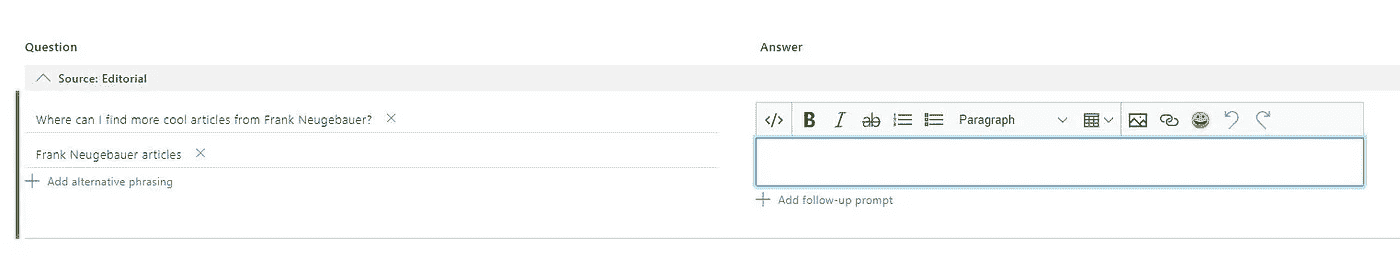 Question
Answer
Source: Editorial
Where can I find more cool articles from Frank Neugebauer?
Frank Neugebauer articles
Add alternative phrasing
</> B I ab Paragraph
Add follow-up prompt